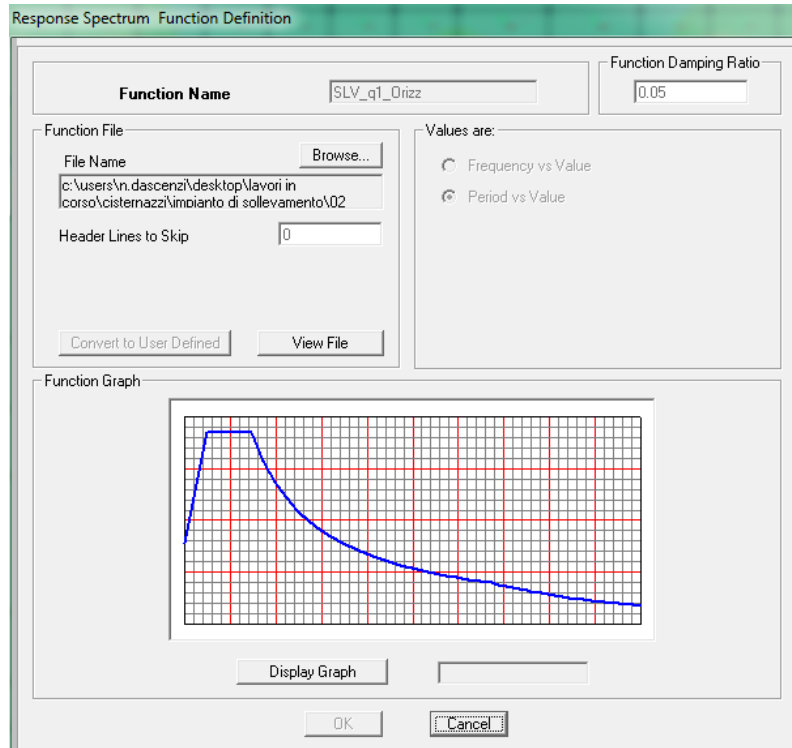 Response Spectrum Function Definition
Function Damping Ratio
Function Name
SLV_q1_Orizz
0.05
Function File
Values are:
File Name
Browse...
Frequency vs Value
c:\users\n.dascenzi\desktop\lavori in
corso\cisternazzi\impianto di sollevamento\02
Period vs Value
Header Lines to Skip
0
Convert to User Defined
View File
Function Graph
Display Graph
OK
Cancel